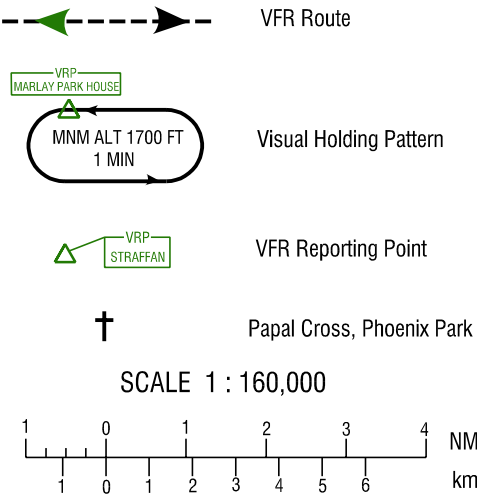 VFR Route
VRP
MARLAY PARK HOUSE
MNM ALT 1700 FT
1 MIN
Visual Holding Pattern
VRP
STRAFFAN
VFR Reporting Point
Papal Cross, Phoenix Park
SCALE 1 : 160,000
1 0 1 2 3 4
NM
1 0 1 2 3 4 5 6
km